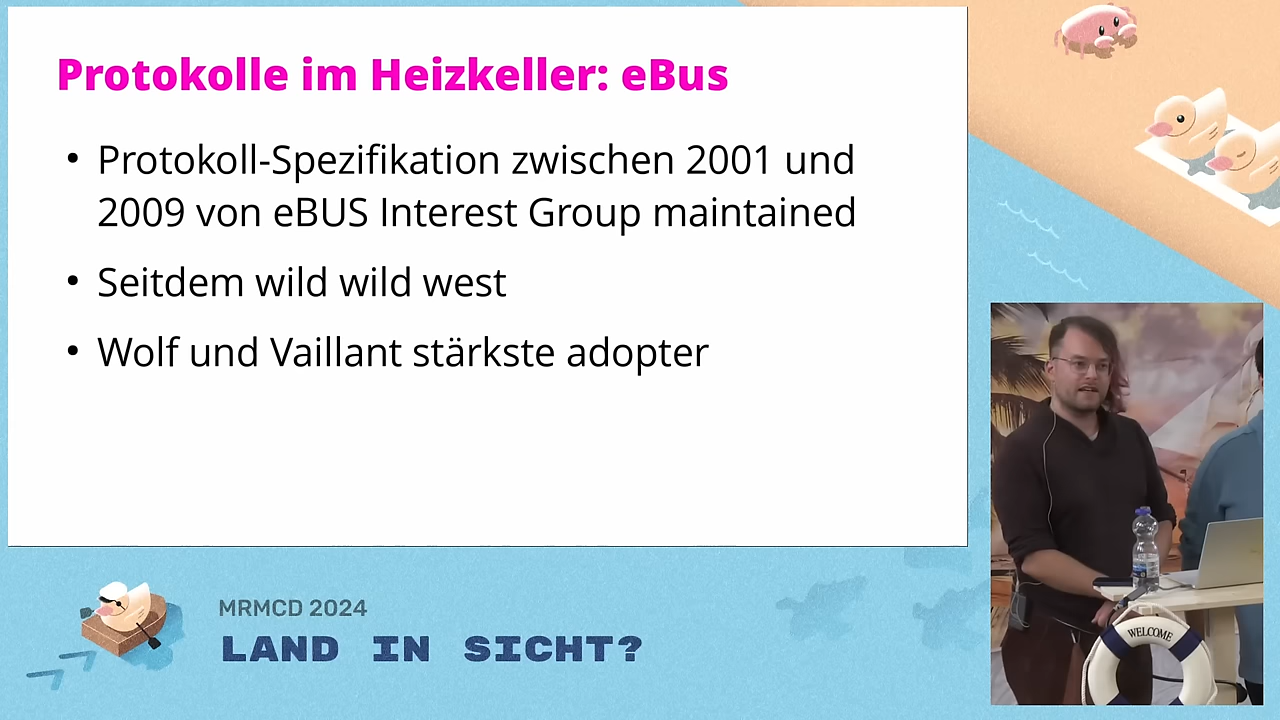 Protokolle im Heizkeller: eBus
• Protokoll-Spezifikation zwischen 2001 und
2009 von eBUS Interest Group maintained
• Seitdem wild wild west
• Wolf und Vaillant stärkste adopter
WELCOME
MRMCD 2024
LAND IN SICHT?